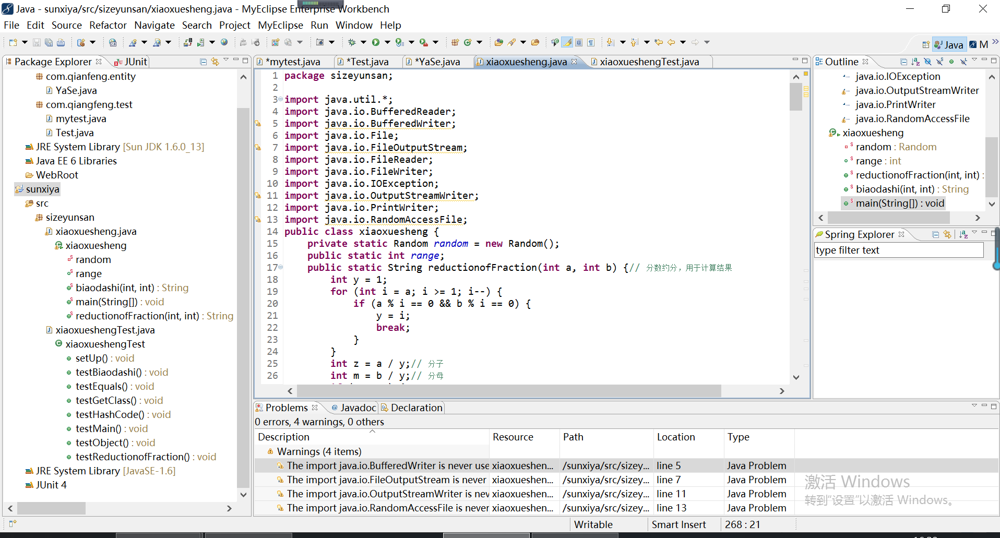 Java - sunxiya/src/sizeyunsan/xiaoxuesheng.java - MyEclipse Enterprise Workbench
File Edit Source Refactor Navigate Search Project MyEclipse Run Window Help
Java M
Package Explorer JUnit
com.qianfeng.entity
YaSe.java
com.qiangfeng.test
mytest.java
Test.java
JRE System Library [Sun JDK 1.6.0_13]
Java EE 6 Libraries
WebRoot
sunxiya
src
sizeyunsan
xiaoxuesheng.java
xiaoxuesheng
random
range
biaodashi(int, int) : String
main(String[]) : void
reductionofFraction(int, int) : String
xiaoxueshengTest.java
xiaoxueshengTest
setUp() : void
testBiaodashi() : void
testEquals() : void
testGetClass() : void
testHashCode() : void
testMain() : void
testObject() : void
testReductionofFraction() : void
JRE System Library [JavaSE-1.6]
JUnit 4
*mytest.java *Test.java *YaSe.java xiaoxuesheng.java xiaoxueshengTest.java
1 package sizeyunsan;
2
3 import java.util.*;
4 import java.io.BufferedReader;
5 import java.io.BufferedWriter;
6 import java.io.File;
7 import java.io.FileOutputStream;
8 import java.io.FileReader;
9 import java.io.FileWriter;
10 import java.io.IOException;
11 import java.io.OutputStreamWriter;
12 import java.io.PrintWriter;
13 import java.io.RandomAccessFile;
14 public class xiaoxuesheng {
15 private static Random random = new Random();
16 public static int range;
17 public static String reductionofFraction(int a, int b) {// 分数约分，用于计算结果
18 int y = 1;
19 for (int i = a; i >= 1; i--) {
20 if (a % i == 0 && b % i == 0) {
21 y = i;
22 break;
23 }
24 }
25 int z = a / y;// 分子
26 int m = b / y;// 分母
Outline
java.io.IOException
java.io.OutputStreamWriter
java.io.PrintWriter
java.io.RandomAccessFile
xiaoxuesheng
random : Random
range : int
reductionofFraction(int, int) :
biaodashi(int, int) : String
main(String[]) : void
Spring Explorer
type filter text
Problems Javadoc Declaration
0 errors, 4 warnings, 0 others
Description Resource Path Location Type
Warnings (4 items)
The import java.io.BufferedWriter is never use xiaoxueshen... /sunxiya/src/sizey... line 5 Java Problem
The import java.io.FileOutputStream is never xiaoxueshen... /sunxiya/src/sizey... line 7 Java Problem
The import java.io.OutputStreamWriter is nev xiaoxueshen... /sunxiya/src/sizey... line 11 Java Problem
The import java.io.RandomAccessFile is never xiaoxueshen... /sunxiya/src/sizey... line 13 Java Problem
激活 Windows
转到"设置"以激活 Windows。
Writable Smart Insert 268 : 21